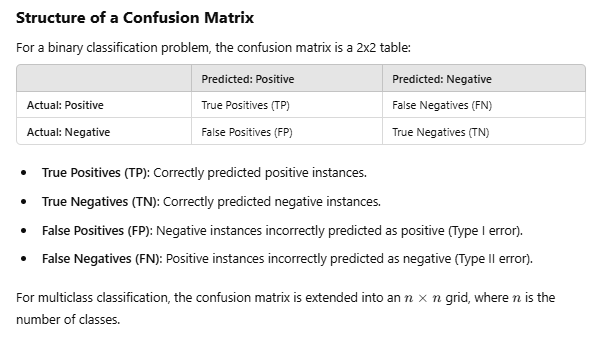 Structure of a Confusion Matrix
For a binary classification problem, the confusion matrix is a 2x2 table:
Predicted: Positive Predicted: Negative
Actual: Positive True Positives (TP) False Negatives (FN)
Actual: Negative False Positives (FP) True Negatives (TN)
• True Positives (TP): Correctly predicted positive instances.
• True Negatives (TN): Correctly predicted negative instances.
• False Positives (FP): Negative instances incorrectly predicted as positive (Type I error).
• False Negatives (FN): Positive instances incorrectly predicted as negative (Type II error).
For multiclass classification, the confusion matrix is extended into an n × n grid, where n is the
number of classes.